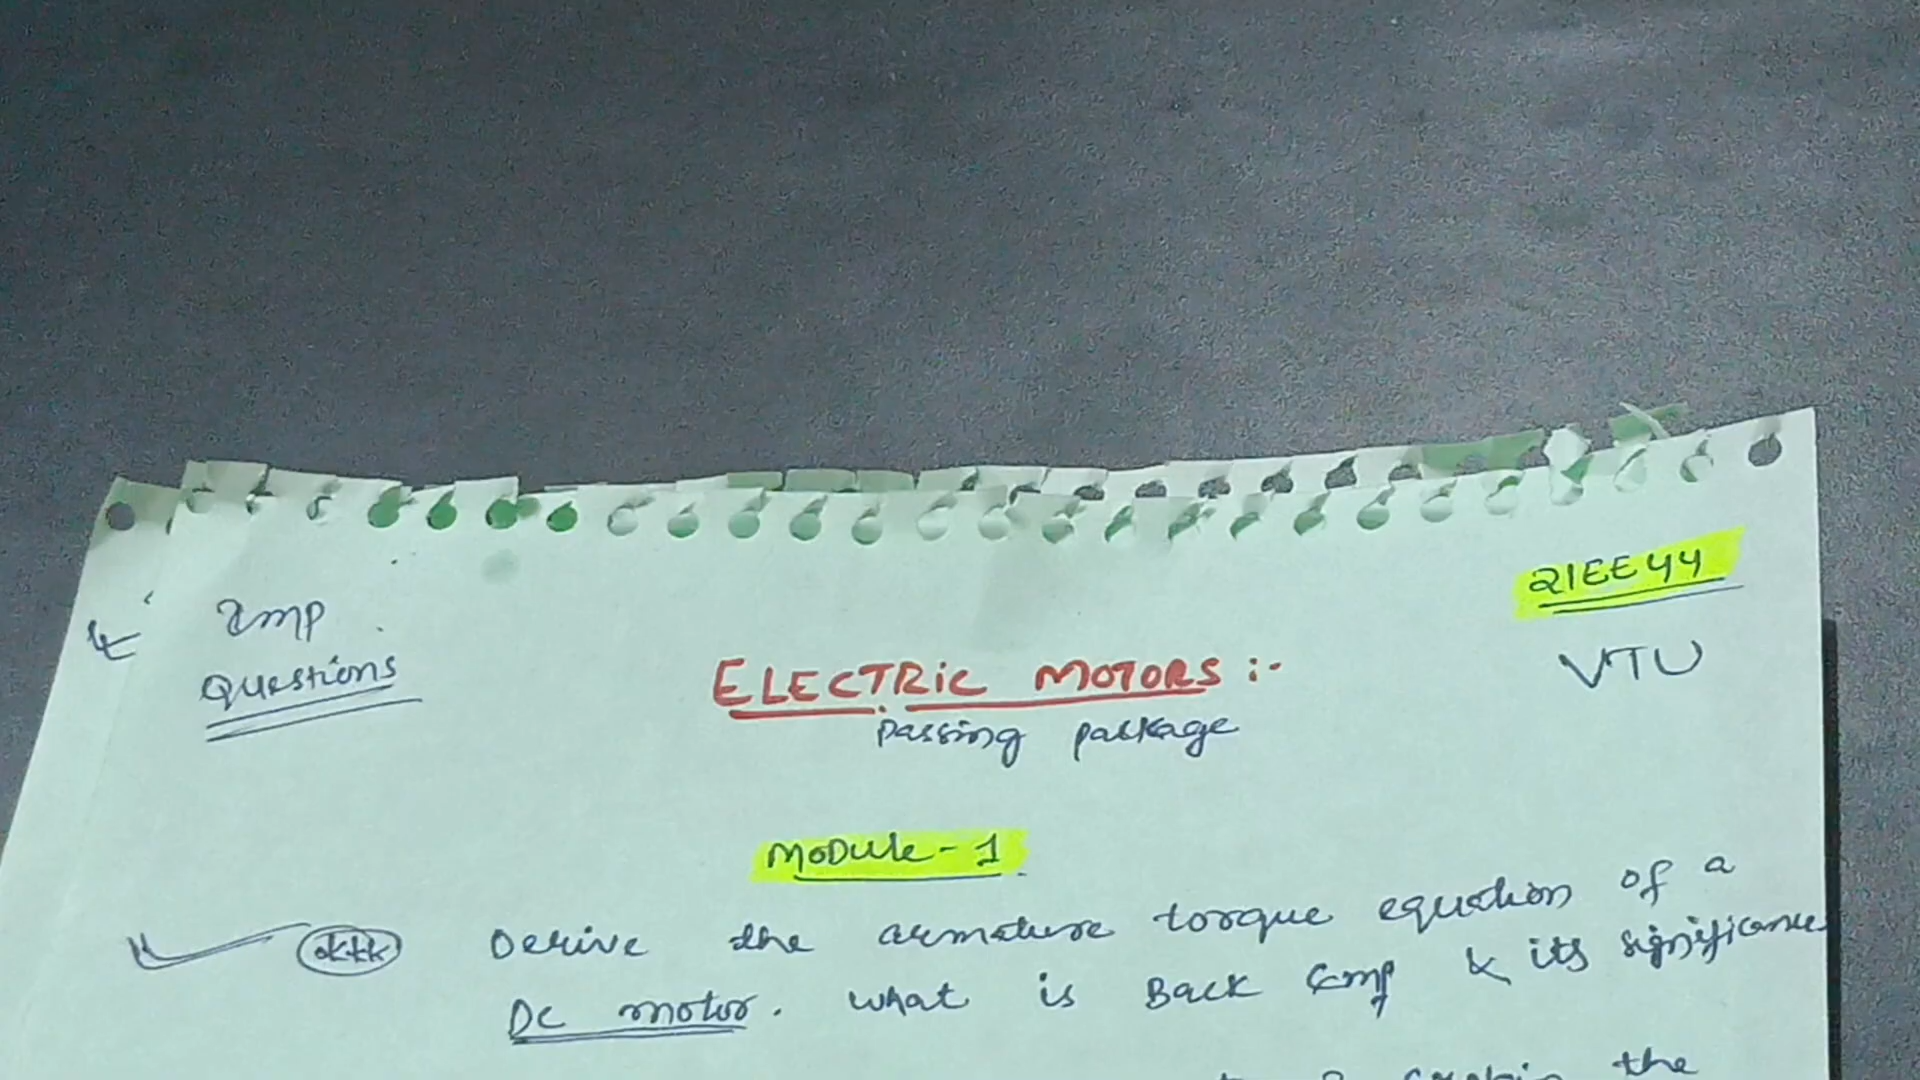 Imp
Questions
21EE44
VTU
ELECTRIC MOTORS :-
passing package
MODULE - 1
Derive the armature torque equation of a
DC motor. What is Back Emf & its significance
the